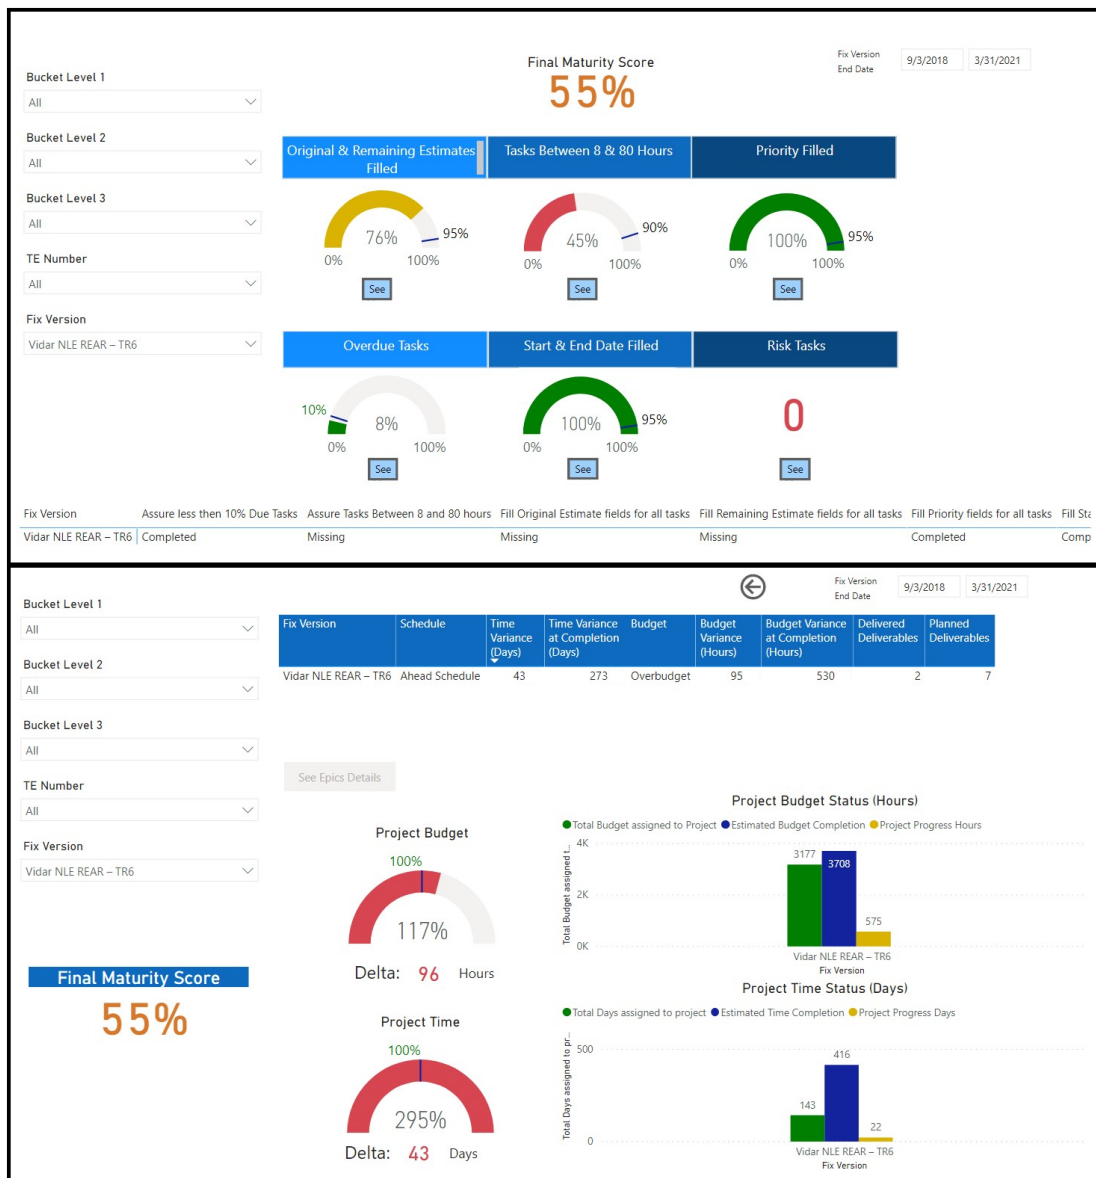 Final Maturity Score
55%
Fix Version
End Date
9/3/2018
3/31/2021
Bucket Level 1
All
Bucket Level 2
All
Bucket Level 3
All
TE Number
All
Fix Version
Vidar NLE REAR – TR6
Original & Remaining Estimates
Filled
Tasks Between 8 & 80 Hours
Priority Filled
76%
95%
0%
100%
See
45%
90%
0%
100%
See
100%
95%
0%
100%
See
Overdue Tasks
Start & End Date Filled
Risk Tasks
10%
8%
0%
100%
See
100%
95%
0%
100%
See
0
See
Fix Version Assure less then 10% Due Tasks Assure Tasks Between 8 and 80 hours Fill Original Estimate fields for all tasks Fill Remaining Estimate fields for all tasks Fill Priority fields for all tasks Fill Sta
Vidar NLE REAR – TR6 Completed Missing Missing Missing Completed Comp
Fix Version
End Date
9/3/2018
3/31/2021
Bucket Level 1
All
Bucket Level 2
All
Bucket Level 3
All
TE Number
All
Fix Version
Vidar NLE REAR – TR6
Final Maturity Score
55%
Fix Version
Schedule
Time
Variance
(Days)
Time Variance
at Completion
(Days)
Budget
Budget
Variance
(Hours)
Budget Variance
at Completion
(Hours)
Delivered
Deliverables
Planned
Deliverables
Vidar NLE REAR – TR6 Ahead Schedule 43 273 Overbudget 95 530 2 7
See Epics Details
Project Budget
100%
117%
Delta: 96 Hours
Project Time
100%
295%
Delta: 43 Days
Project Budget Status (Hours)
Total Budget assigned to Project Estimated Budget Completion Project Progress Hours
Total Budget assigned t...
4K
2K
0K
3177
3708
575
Vidar NLE REAR – TR6
Fix Version
Project Time Status (Days)
Total Days assigned to project Estimated Time Completion Project Progress Days
Total Days assigned to pr...
500
0
143
416
22
Vidar NLE REAR – TR6
Fix Version